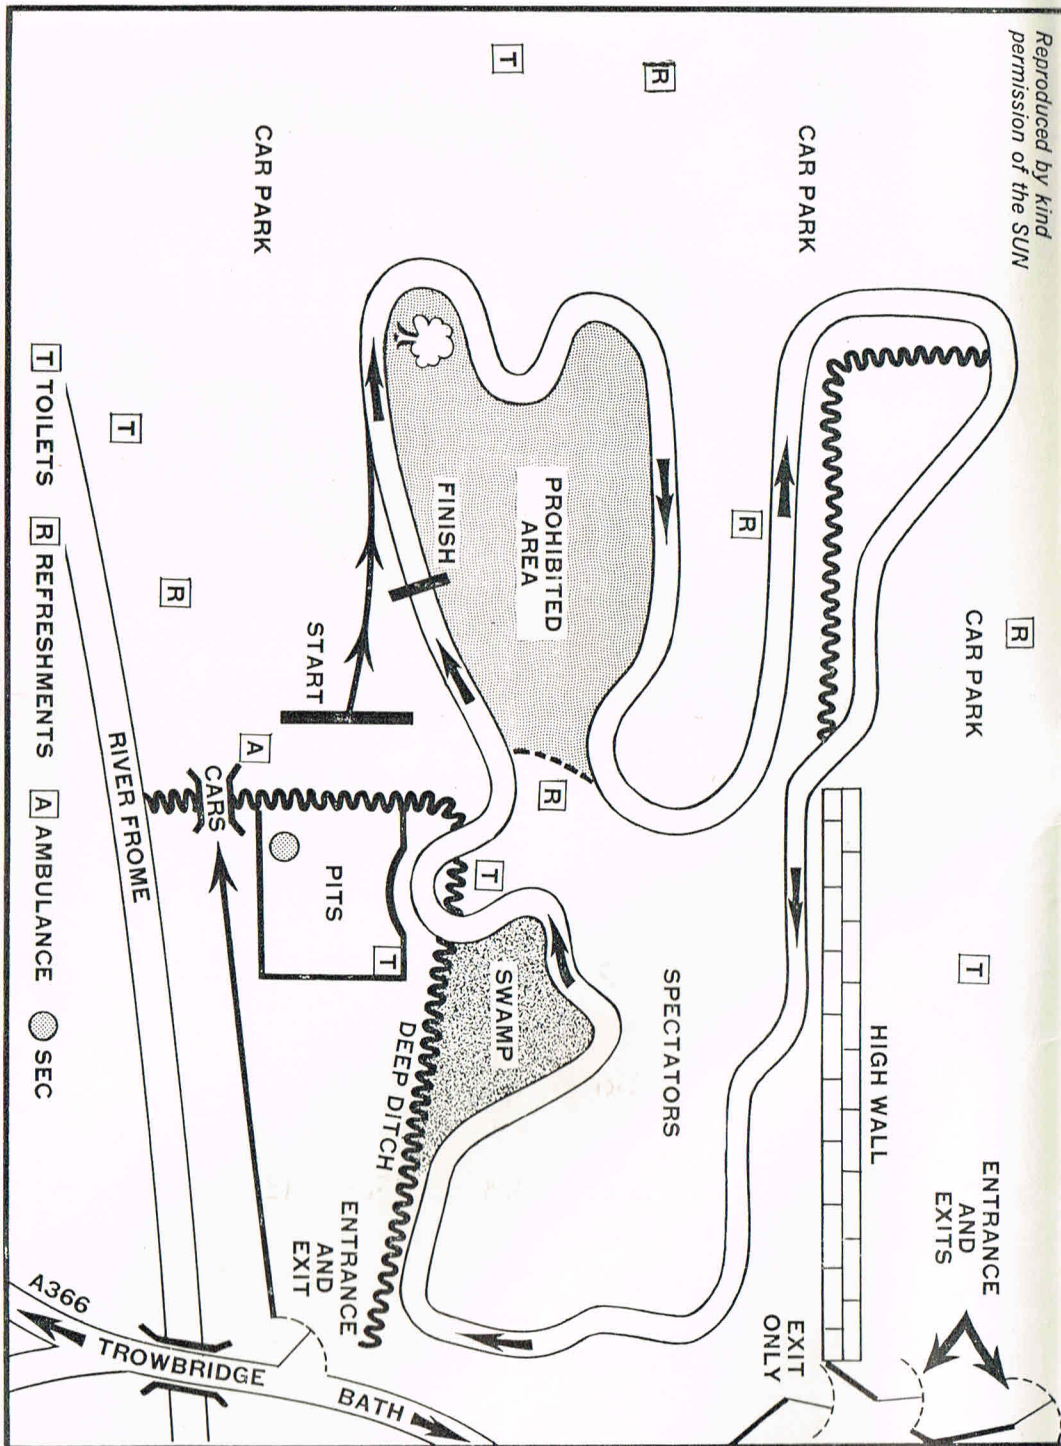 Reproduced by kind
permission of the SUN
R
CAR PARK
T
ENTRANCE
AND
EXITS
HIGH WALL
EXIT
ONLY
CAR PARK
R
T
R
SPECTATORS
PROHIBITED
AREA
R
FINISH
T
SWAMP
DEEP DITCH
START
CAR PARK
PITS
T
ENTRANCE
AND
EXIT
A
CARS
R
T
RIVER FROME
BATH
TROWBRIDGE
A366
T TOILETS R REFRESHMENTS A AMBULANCE SEC